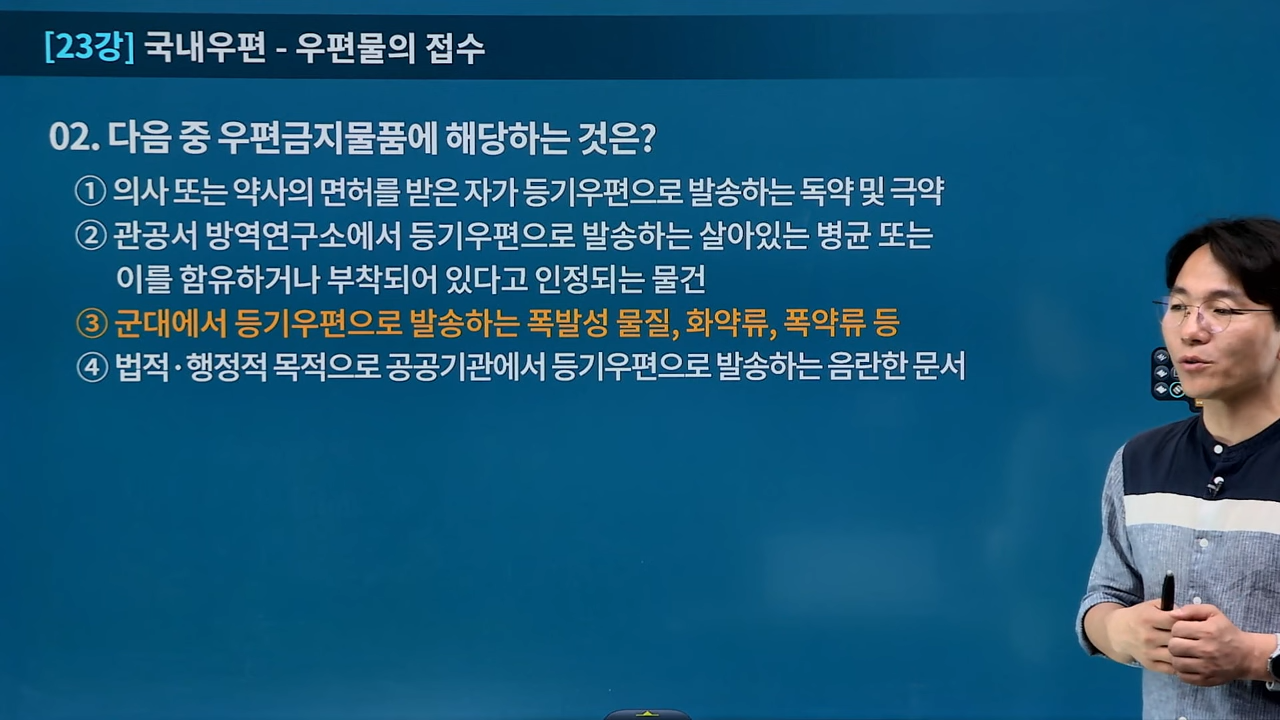 [23강] 국내우편 - 우편물의 접수
02. 다음 중 우편금지물품에 해당하는 것은?
① 의사 또는 약사의 면허를 받은 자가 등기우편으로 발송하는 독약 및 극약
② 관공서 방역연구소에서 등기우편으로 발송하는 살아있는 병균 또는
이를 함유하거나 부착되어 있다고 인정되는 물건
③ 군대에서 등기우편으로 발송하는 폭발성 물질, 화약류, 폭약류 등
④ 법적·행정적 목적으로 공공기관에서 등기우편으로 발송하는 음란한 문서